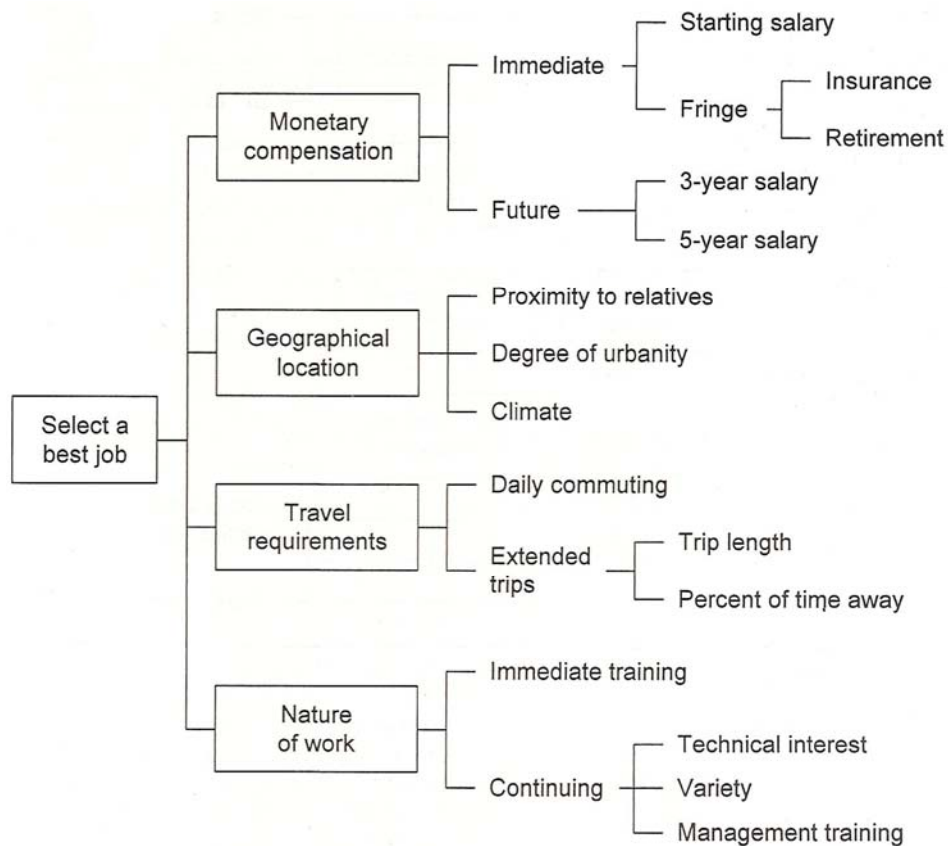 Select a
best job
Monetary
compensation
Immediate
Starting salary
Fringe
Insurance
Retirement
Future
3-year salary
5-year salary
Geographical
location
Proximity to relatives
Degree of urbanity
Climate
Travel
requirements
Daily commuting
Extended
trips
Trip length
Percent of time away
Nature
of work
Immediate training
Continuing
Technical interest
Variety
Management training